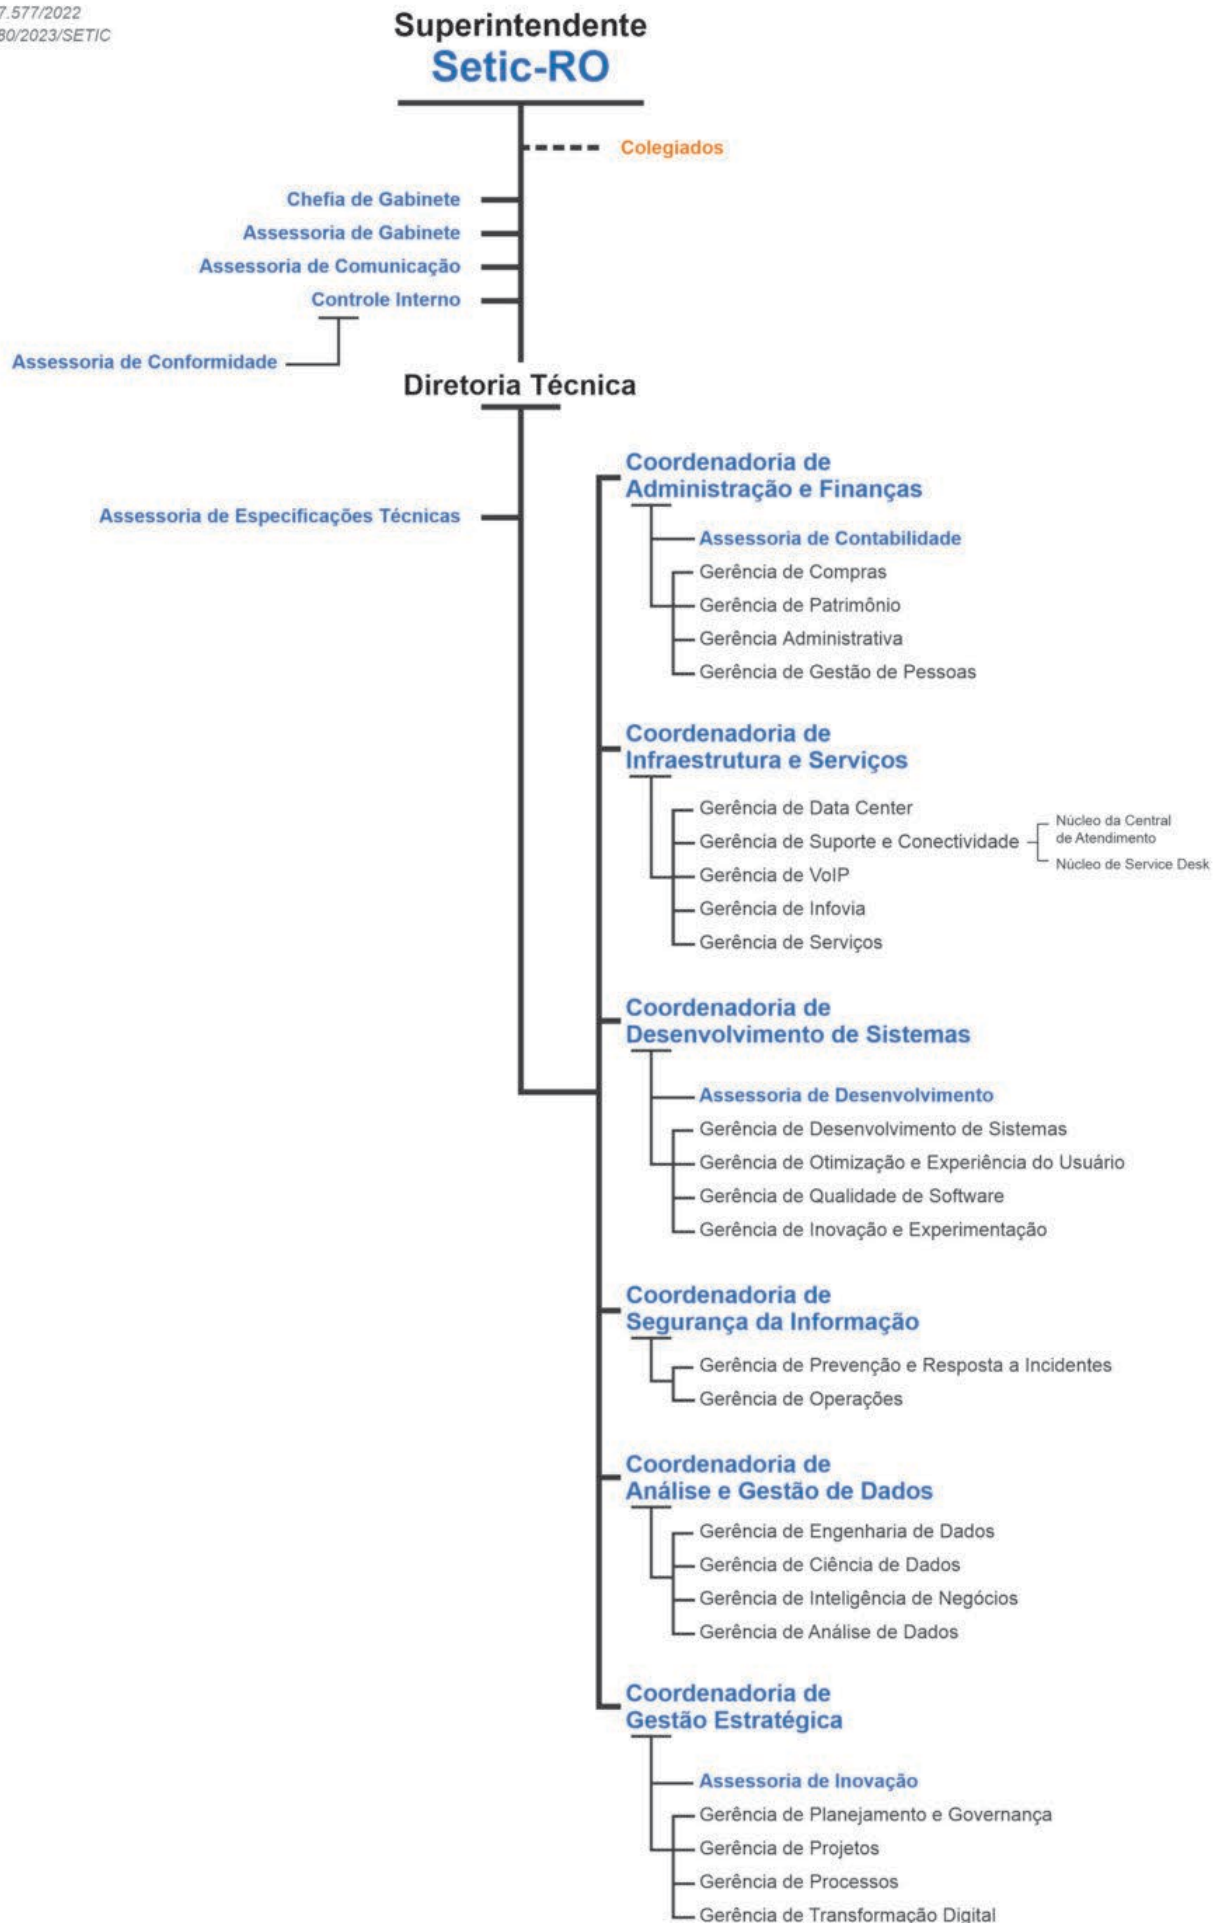 7.577/2022
80/2023/SETIC
Superintendente
Setic-RO
Colegiados
Chefia de Gabinete
Assessoria de Gabinete
Assessoria de Comunicação
Controle Interno
Assessoria de Conformidade
Diretoria Técnica
Assessoria de Especificações Técnicas
Coordenadoria de
Administração e Finanças
Assessoria de Contabilidade
Gerência de Compras
Gerência de Patrimônio
Gerência Administrativa
Gerência de Gestão de Pessoas
Coordenadoria de
Infraestrutura e Serviços
Gerência de Data Center
Gerência de Suporte e Conectividade
Núcleo da Central
de Atendimento
Núcleo de Service Desk
Gerência de VoIP
Gerência de Infovia
Gerência de Serviços
Coordenadoria de
Desenvolvimento de Sistemas
Assessoria de Desenvolvimento
Gerência de Desenvolvimento de Sistemas
Gerência de Otimização e Experiência do Usuário
Gerência de Qualidade de Software
Gerência de Inovação e Experimentação
Coordenadoria de
Segurança da Informação
Gerência de Prevenção e Resposta a Incidentes
Gerência de Operações
Coordenadoria de
Análise e Gestão de Dados
Gerência de Engenharia de Dados
Gerência de Ciência de Dados
Gerência de Inteligência de Negócios
Gerência de Análise de Dados
Coordenadoria de
Gestão Estratégica
Assessoria de Inovação
Gerência de Planejamento e Governança
Gerência de Projetos
Gerência de Processos
Gerência de Transformação Digital